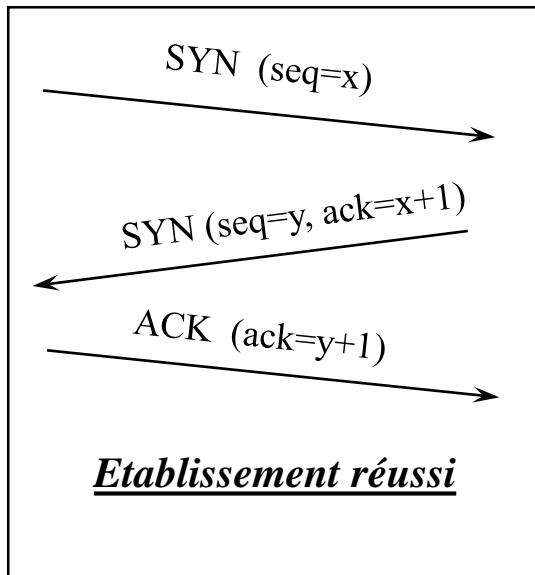 SYN (seq=x)
SYN (seq=y, ack=x+1)
ACK (ack=y+1)
Etablissement réussi